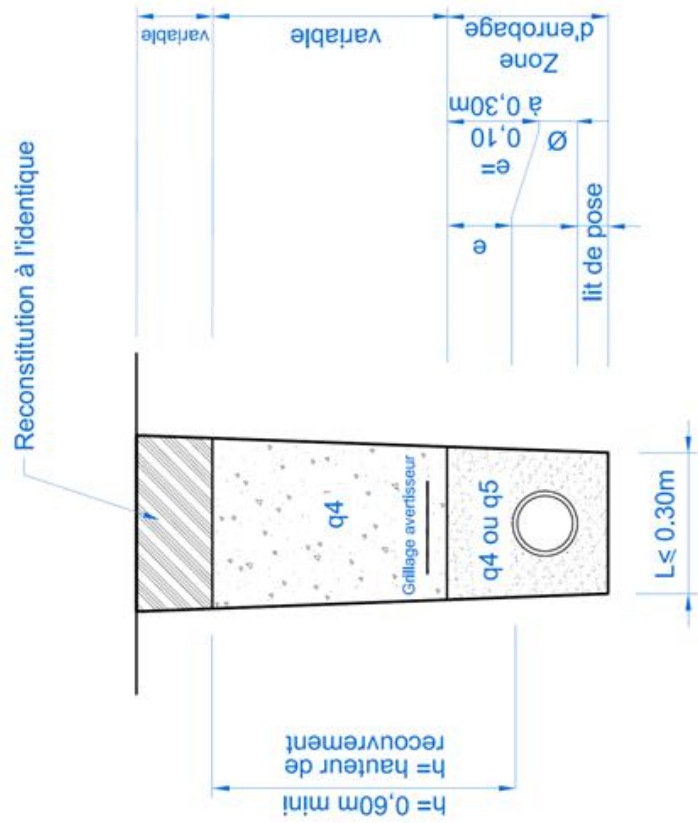 Reconstitution à l'identique
variable
variable
Zone
d'enrobage
e=
0,10
à 0,30m
Ø
e
lit de pose
q4
Grillage avertisseur
q4 ou q5
L≤ 0.30m
h= 0,60m mini
h= hauteur de
recouvrement